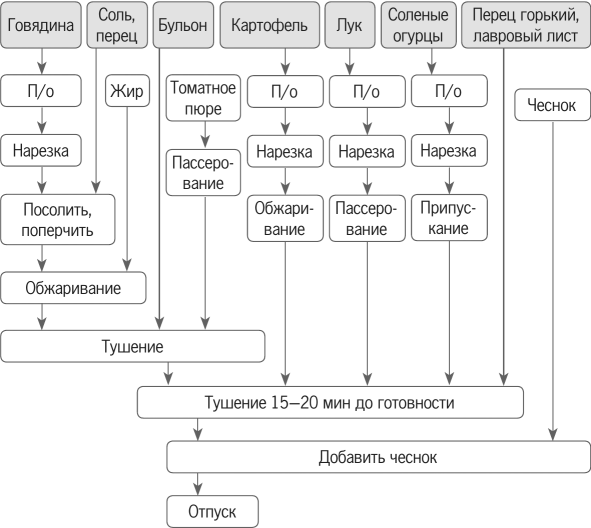 Говядина
Соль,
перец
Бульон
Картофель
Лук
Соленые
огурцы
Перец горький,
лавровый лист
П/о
Жир
Томатное
пюре
П/о
П/о
П/о
Чеснок
Нарезка
Пассеро-
вание
Нарезка
Нарезка
Нарезка
Посолить,
поперчить
Обжари-
вание
Пассеро-
вание
Припус-
кание
Обжаривание
Тушение
Тушение 15–20 мин до готовности
Добавить чеснок
Отпуск